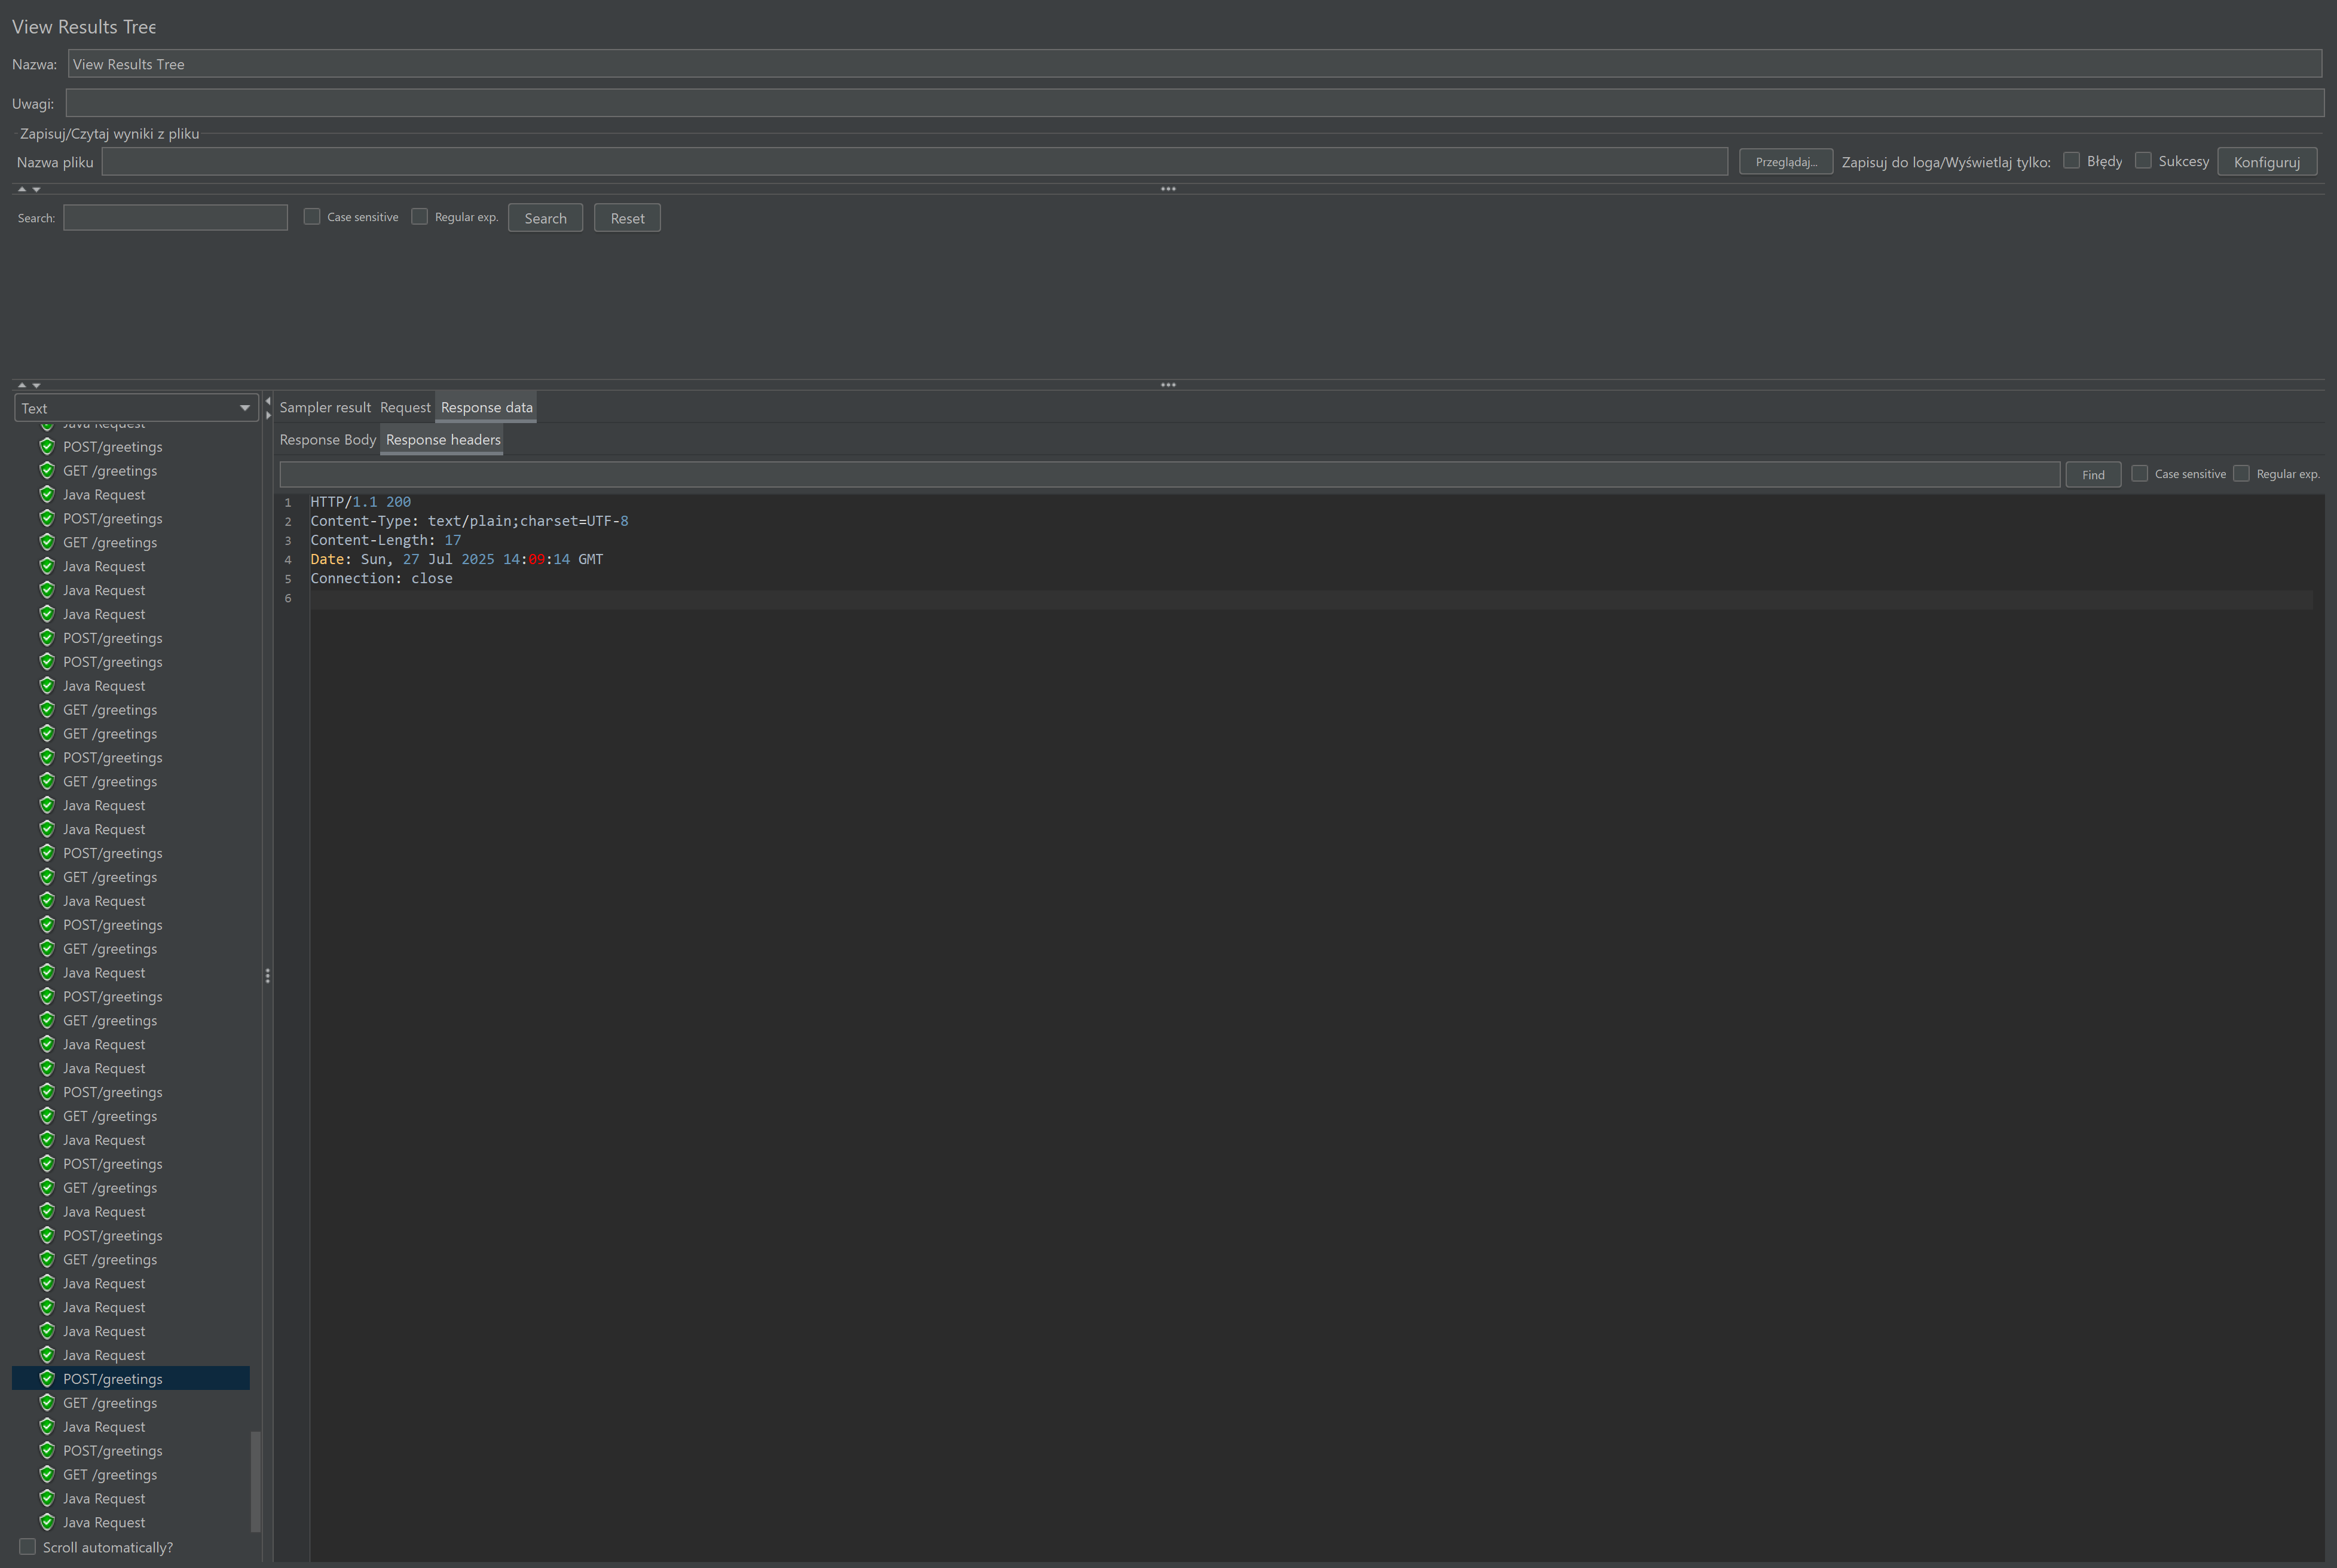 View Results Tree
Nazwa: View Results Tree
Uwagi:
Zapisuj/Czytaj wyniki z pliku
Nazwa pliku Przeglądaj... Zapisuj do loga/Wyświetlaj tylko: Błędy Sukcesy Konfiguruj
Search: Case sensitive Regular exp. Search Reset
Text
Java Request
POST/greetings
GET /greetings
Java Request
POST/greetings
GET /greetings
Java Request
Java Request
Java Request
POST/greetings
POST/greetings
Java Request
GET /greetings
GET /greetings
POST/greetings
GET /greetings
Java Request
Java Request
POST/greetings
GET /greetings
Java Request
POST/greetings
GET /greetings
Java Request
POST/greetings
GET /greetings
Java Request
Java Request
POST/greetings
GET /greetings
Java Request
POST/greetings
GET /greetings
Java Request
POST/greetings
GET /greetings
Java Request
Java Request
Java Request
Java Request
POST/greetings
GET /greetings
Java Request
POST/greetings
GET /greetings
Java Request
Java Request
Scroll automatically?
Sampler result Request Response data
Response Body Response headers
Find Case sensitive Regular exp.
1 HTTP/1.1 200
2 Content-Type: text/plain;charset=UTF-8
3 Content-Length: 17
4 Date: Sun, 27 Jul 2025 14:09:14 GMT
5 Connection: close
6